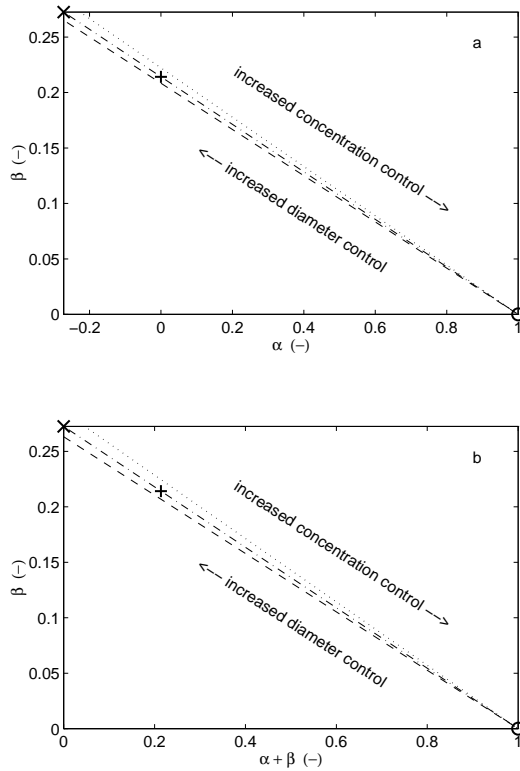 0.25
0.2
0.15
0.1
0.05
0
β (–)
a
increased concentration control
increased diameter control
−0.2 0 0.2 0.4 0.6 0.8 1
α (–)
0.25
0.2
0.15
0.1
0.05
0
β (–)
b
increased concentration control
increased diameter control
0 0.2 0.4 0.6 0.8 1
α + β (–)